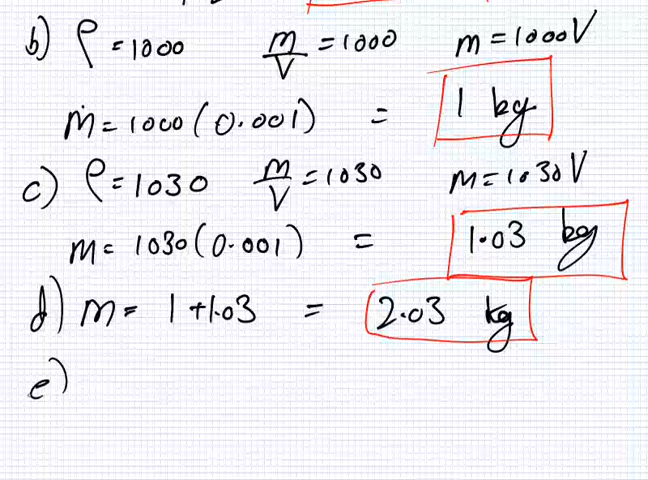 b) ρ = 1000 m/V = 1000 m = 1000V
m = 1000(0.001) = 1 kg
c) ρ = 1030 m/V = 1030 m = 1030V
m = 1030(0.001) = 1.03 kg
d) m = 1+1.03 = 2.03 kg
e)